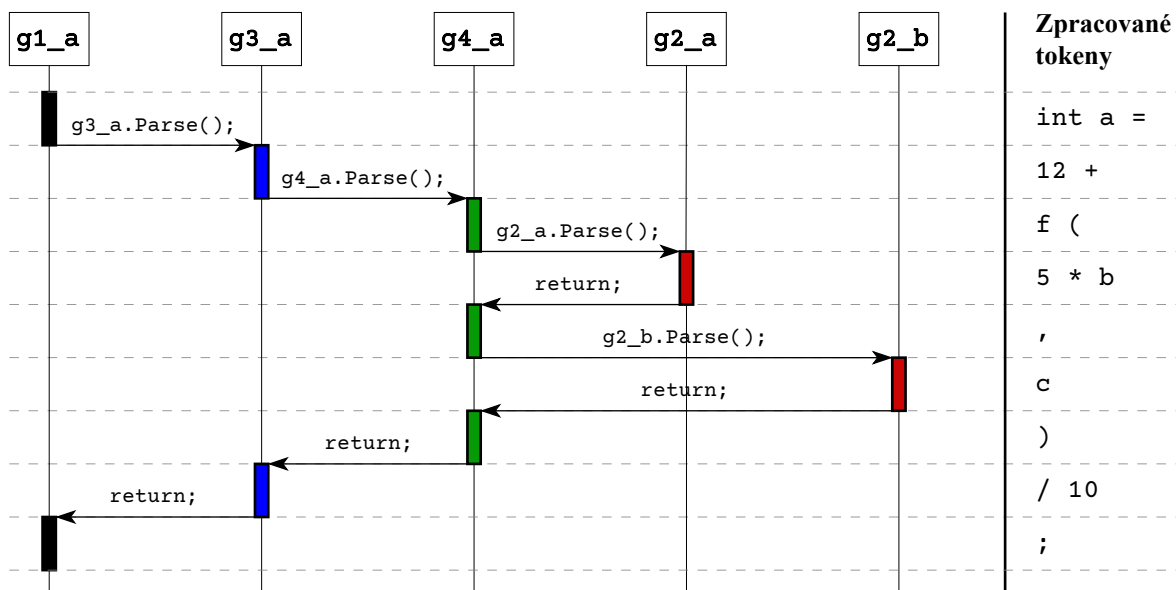 g1_a g3_a g4_a g2_a g2_b Zpracované
tokeny
int a =
g3_a.Parse();
12 +
g4_a.Parse();
f (
g2_a.Parse();
5 * b
return;
,
g2_b.Parse();
c
return;
)
return;
/ 10
return;
;